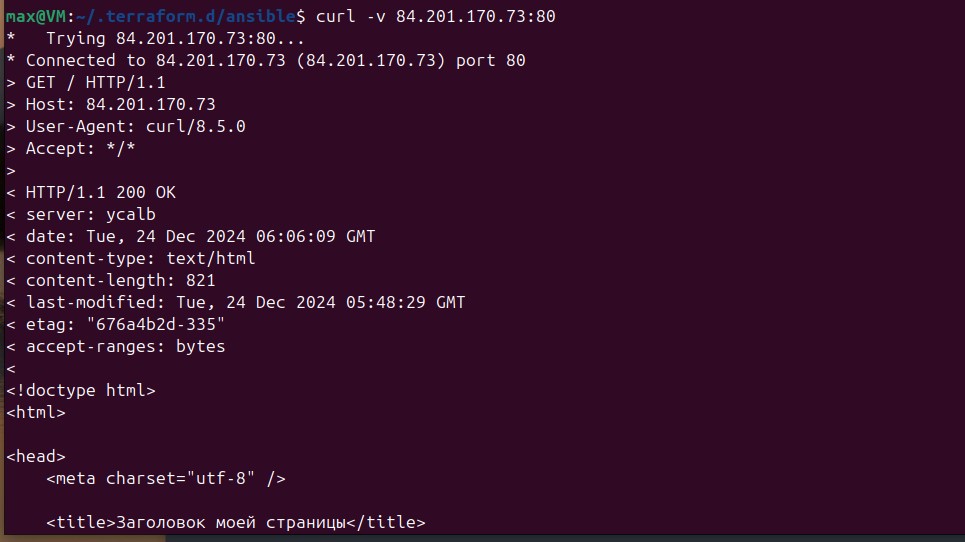 max@VM:~/.terraform.d/ansible$ curl -v 84.201.170.73:80
*   Trying 84.201.170.73:80...
* Connected to 84.201.170.73 (84.201.170.73) port 80
> GET / HTTP/1.1
> Host: 84.201.170.73
> User-Agent: curl/8.5.0
> Accept: */*
>
< HTTP/1.1 200 OK
< server: ycalb
< date: Tue, 24 Dec 2024 06:06:09 GMT
< content-type: text/html
< content-length: 821
< last-modified: Tue, 24 Dec 2024 05:48:29 GMT
< etag: "676a4b2d-335"
< accept-ranges: bytes
<
<!doctype html>
<html>

<head>
    <meta charset="utf-8" />

    <title>Заголовок моей страницы</title>